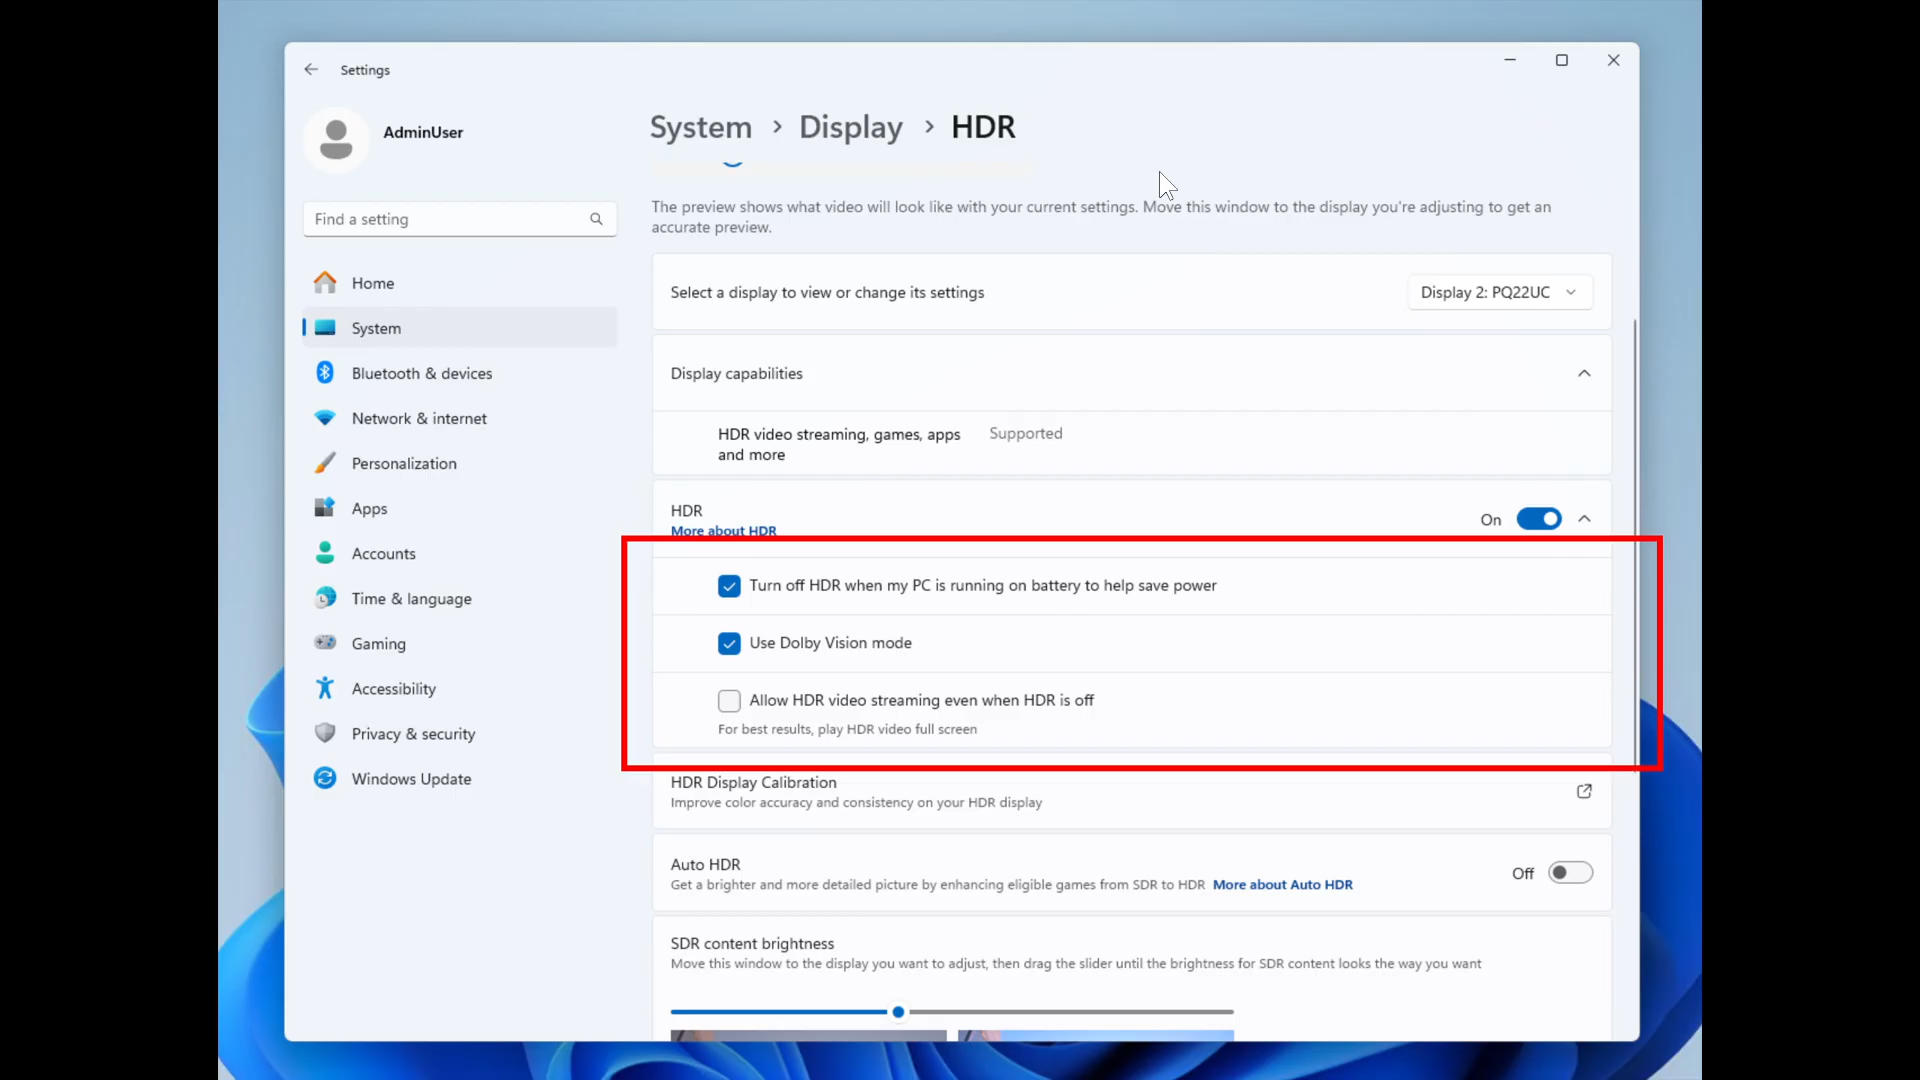 Settings
AdminUser
Find a setting
Home
System
Bluetooth & devices
Network & internet
Personalization
Apps
Accounts
Time & language
Gaming
Accessibility
Privacy & security
Windows Update
System > Display > HDR
The preview shows what video will look like with your current settings. Move this window to the display you're adjusting to get an
accurate preview.
Select a display to view or change its settings
Display 2: PQ22UC
Display capabilities
HDR video streaming, games, apps
and more
Supported
HDR
More about HDR
On
Turn off HDR when my PC is running on battery to help save power
Use Dolby Vision mode
Allow HDR video streaming even when HDR is off
For best results, play HDR video full screen
HDR Display Calibration
Improve color accuracy and consistency on your HDR display
Auto HDR
Get a brighter and more detailed picture by enhancing eligible games from SDR to HDR More about Auto HDR
Off
SDR content brightness
Move this window to the display you want to adjust, then drag the slider until the brightness for SDR content looks the way you want